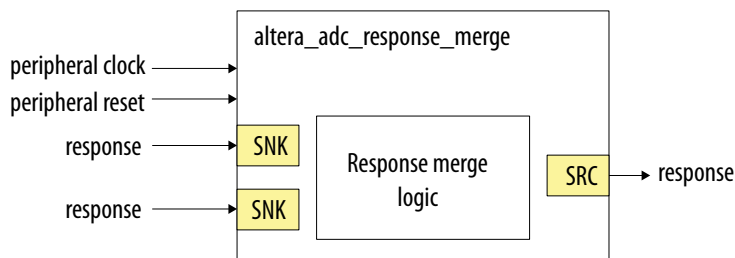 altera_adc_response_merge
peripheral clock
peripheral reset
response
SNK
Response merge
logic
SRC
response
response
SNK